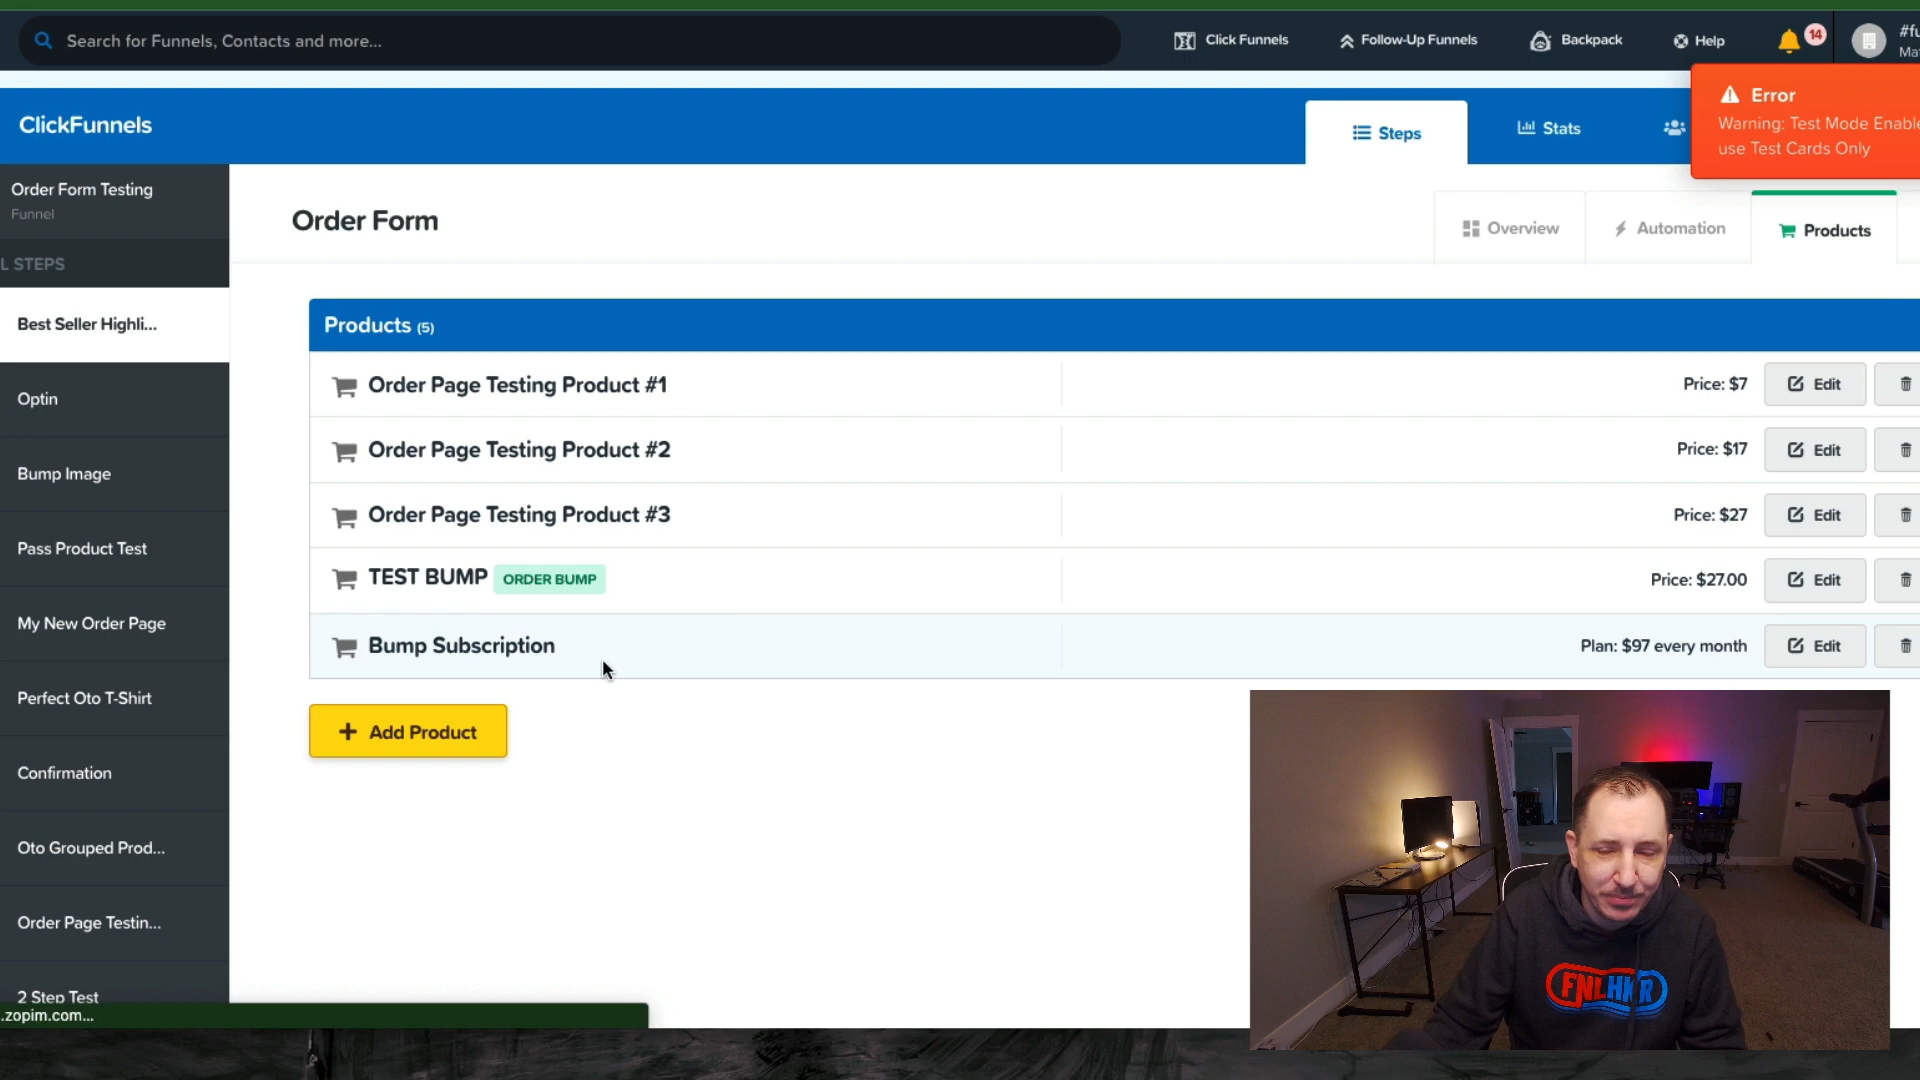 Search for Funnels, Contacts and more...
Click Funnels
Follow-Up Funnels
Backpack
Help
14
Error
Warning: Test Mode Enable
use Test Cards Only
ClickFunnels
Steps
Stats
Order Form Testing
Funnel
L STEPS
Best Seller Highli...
Optin
Bump Image
Pass Product Test
My New Order Page
Perfect Oto T-Shirt
Confirmation
Oto Grouped Prod...
Order Page Testin...
2 Step Test
.zopim.com...
Order Form
Overview
Automation
Products
Products (5)
Order Page Testing Product #1
Price: $7
Edit
Order Page Testing Product #2
Price: $17
Edit
Order Page Testing Product #3
Price: $27
Edit
TEST BUMP ORDER BUMP
Price: $27.00
Edit
Bump Subscription
Plan: $97 every month
Edit
+ Add Product
FNLHKR